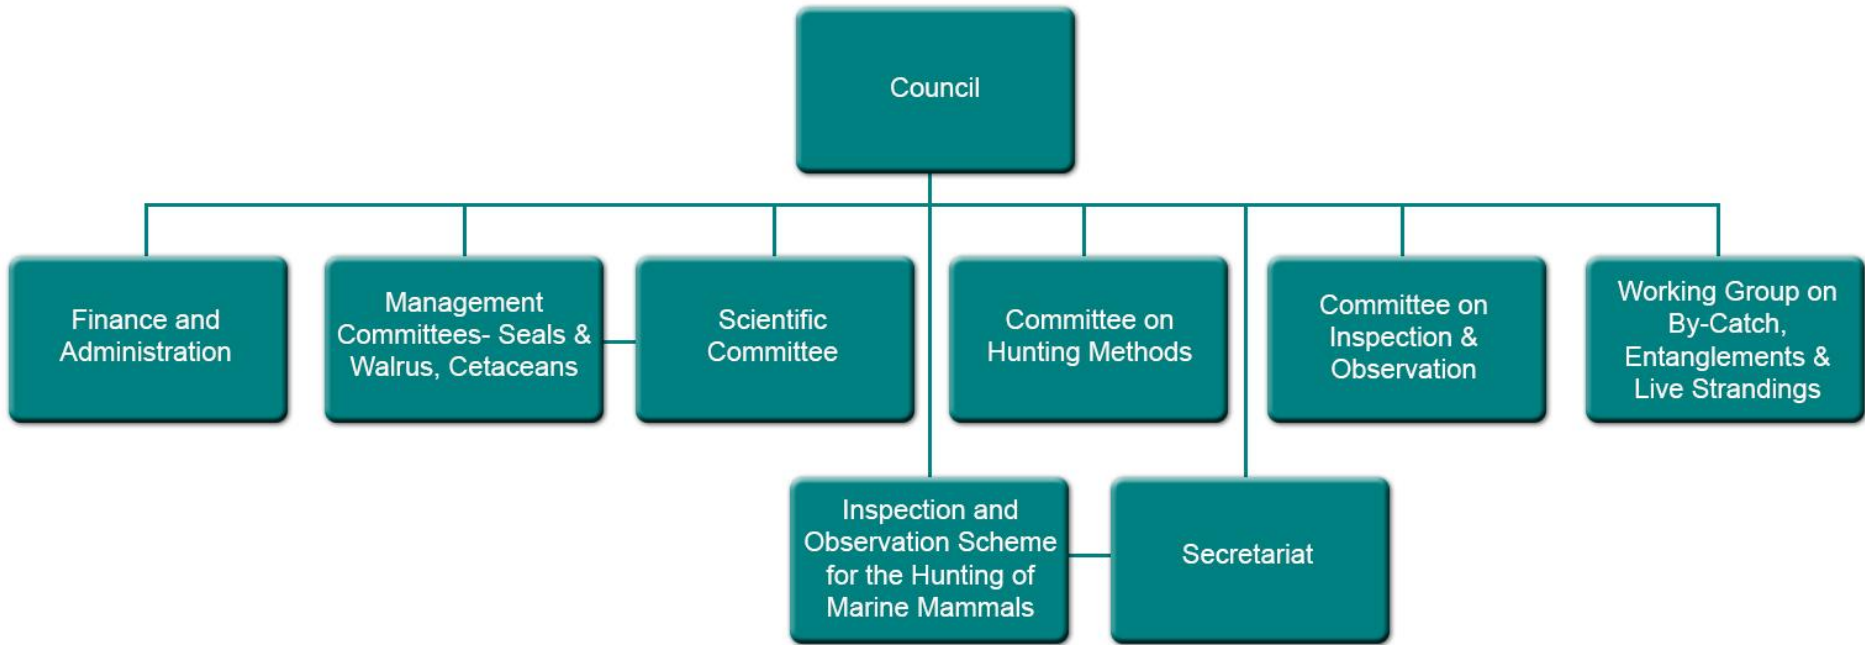 Council
Finance and
Administration
Management
Committees- Seals &
Walrus, Cetaceans
Scientific
Committee
Committee on
Hunting Methods
Committee on
Inspection &
Observation
Working Group on
By-Catch,
Entanglements &
Live Strandings
Inspection and
Observation Scheme
for the Hunting of
Marine Mammals
Secretariat